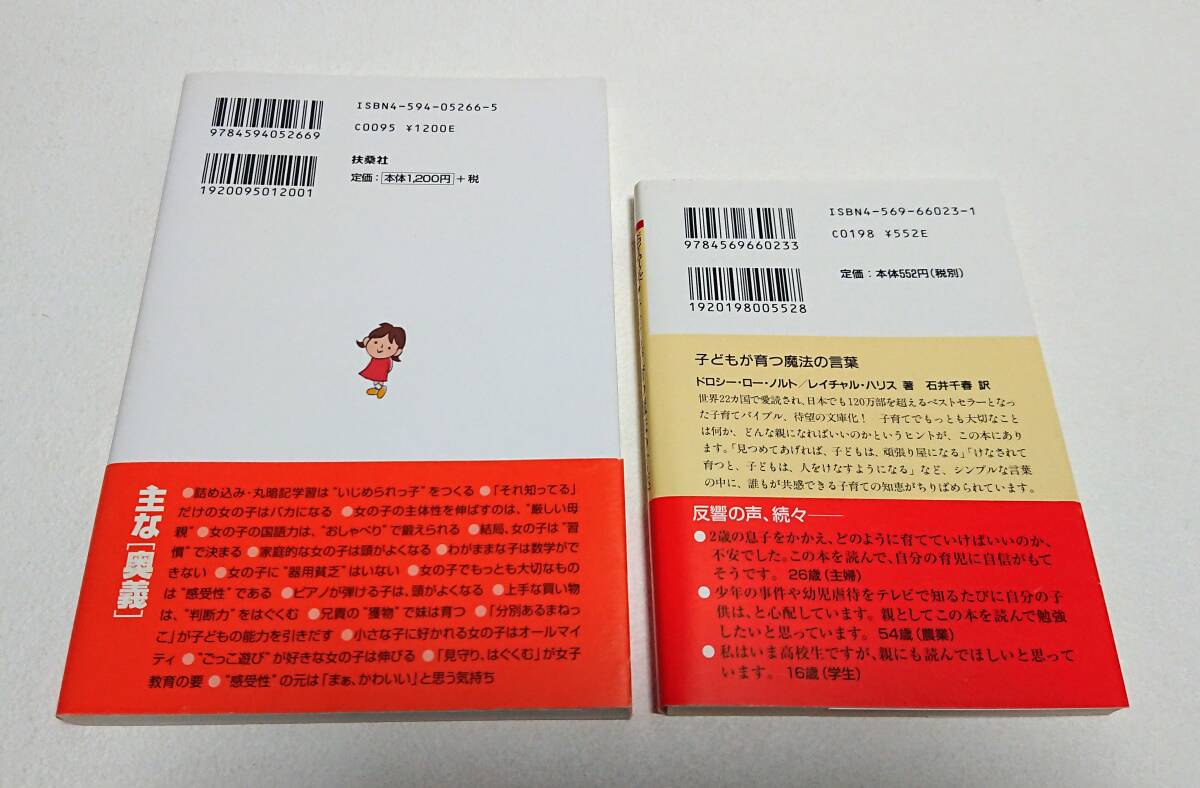 ISBN4-594-05266-5
9784594052669
C0095 ¥1200E
扶桑社
定価：本体1,200円＋税
1920095012001
主な[奥義]
●詰め込み・丸暗記学習は“いじめられっ子”をつくる ●「それ知ってる」
だけの女の子はバカになる ●女の子の主体性を伸ばすのは、“厳しい母
親” ●女の子の国語力は、“おしゃべり”で鍛えられる ●結局、女の子は“習
慣”で決まる ●家庭的な女の子は頭がよくなる ●わがままな子は数学がで
きない ●女の子に“器用貧乏”はいない ●女の子でもっとも大切なもの
は“感受性”である ●ピアノが弾ける子は、頭がよくなる ●上手な買い物
は、“判断力”をはぐくむ ●兄貴の“獲物”で妹は育つ ●「分別あるまねっ
こ」が子どもの能力を引きだす ●小さな子に好かれる女の子はオールマイ
ティ ●“ごっこ遊び”が好きな女の子は伸びる ●「見守り、はぐくむ」が女子
教育の要 ●“感受性”の元は「まぁ、かわいい」と思う気持ち
ISBN4-569-66023-1
9784569660233
C0198 ¥552E
定価：本体552円(税別)
1920198005528
子どもが育つ魔法の言葉
ドロシー・ロー・ノルト／レイチャル・ハリス 著 石井千春 訳
世界22カ国で愛読され、日本でも120万部を超えるベストセラーとなっ
た子育てバイブル、待望の文庫化！ 子育てでもっとも大切なこと
は何か、どんな親になればいいのかというヒントが、この本にあり
ます。「見つめてあげれば、子どもは、頑張り屋になる」「けなされて
育つと、子どもは、人をけなすようになる」など、シンプルな言葉
の中に、誰もが共感できる子育ての知恵がちりばめられています。
反響の声、続々――
●2歳の息子をかかえ、どのように育てていけばいいのか、
不安でした。この本を読んで、自分の育児に自信がもて
そうです。 26歳(主婦)
●少年の事件や幼児虐待をテレビで知るたびに自分の子
供は、と心配しています。親としてこの本を読んで勉強
したいと思っています。54歳(農業)
●私はいま高校生ですが、親にも読んでほしいと思って
います。 16歳(学生)